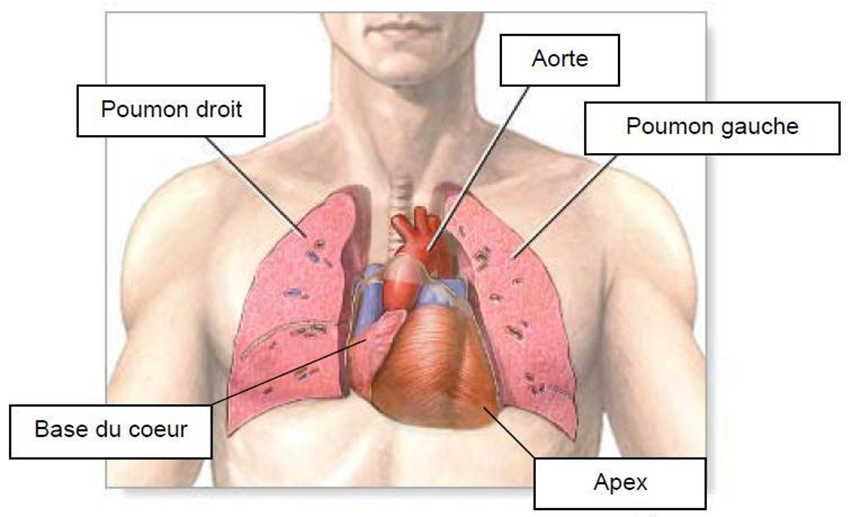 Aorte
Poumon droit
Poumon gauche
Base du coeur
Apex